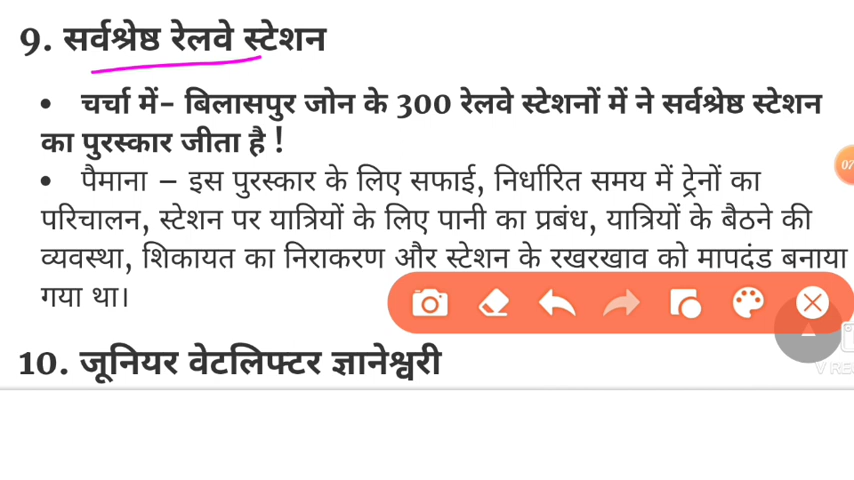 9. सर्वश्रेष्ठ रेलवे स्टेशन
• चर्चा में- बिलासपुर जोन के 300 रेलवे स्टेशनों में ने सर्वश्रेष्ठ स्टेशन
का पुरस्कार जीता है !
• पैमाना – इस पुरस्कार के लिए सफाई, निर्धारित समय में ट्रेनों का
परिचालन, स्टेशन पर यात्रियों के लिए पानी का प्रबंध, यात्रियों के बैठने की
व्यवस्था, शिकायत का निराकरण और स्टेशन के रखरखाव को मापदंड बनाया
गया था।
10. जूनियर वेटलिफ्टर ज्ञानेश्वरी
07
V RE